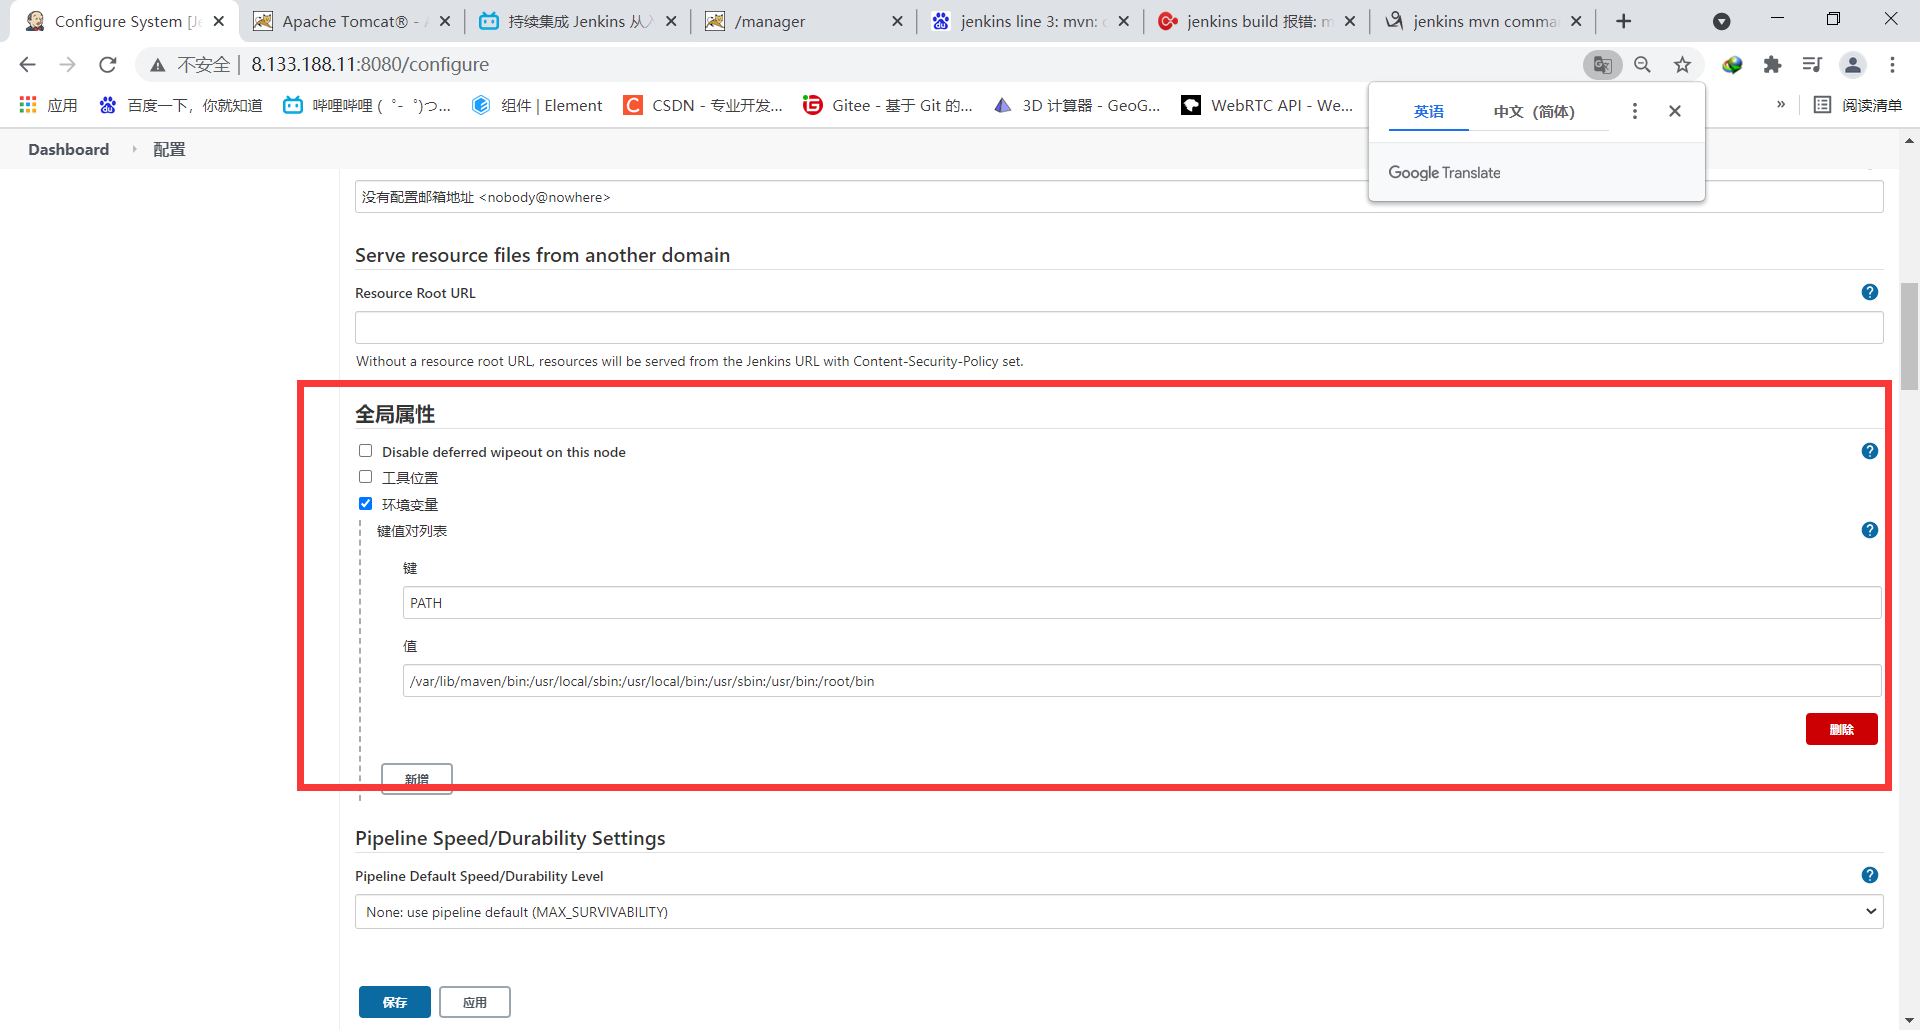 Configure System [Je
Apache Tomcat® - A
持续集成 Jenkins 从入
/manager
jenkins line 3: mvn: c
jenkins build 报错: m
jenkins mvn comma
不安全
8.133.188.11:8080/configure
应用
百度一下，你就知道
哔哩哔哩 ( ゜- ゜)つ...
组件 | Element
CSDN - 专业开发...
Gitee - 基于 Git 的...
3D 计算器 - GeoG...
WebRTC API - We...
»
阅读清单
英语
中文（简体）
Google Translate
Dashboard
配置
没有配置邮箱地址 <nobody@nowhere>
Serve resource files from another domain
Resource Root URL
Without a resource root URL, resources will be served from the Jenkins URL with Content-Security-Policy set.
全局属性
Disable deferred wipeout on this node
工具位置
环境变量
键值对列表
键
PATH
值
/var/lib/maven/bin:/usr/local/sbin:/usr/local/bin:/usr/sbin:/usr/bin:/root/bin
删除
新增
Pipeline Speed/Durability Settings
Pipeline Default Speed/Durability Level
None: use pipeline default (MAX_SURVIVABILITY)
保存
应用